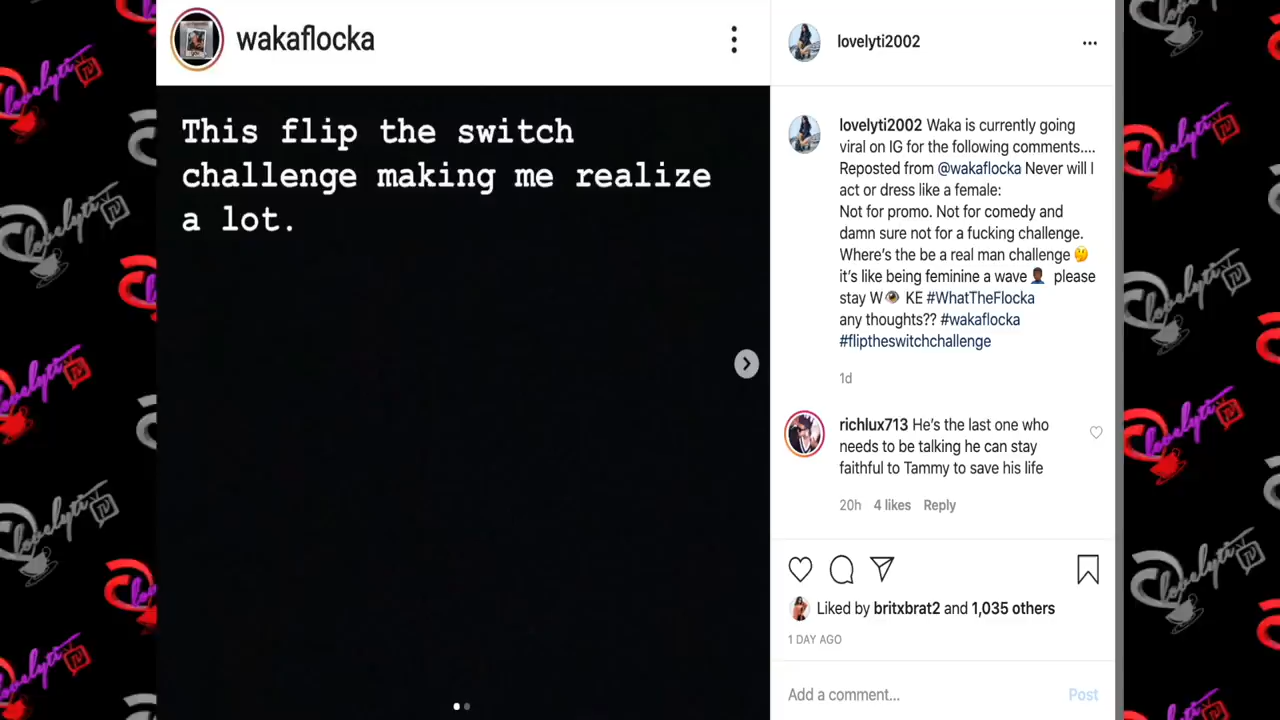 wakaflocka
This flip the switch
challenge making me realize
a lot.
lovelyti2002
lovelyti2002 Waka is currently going
viral on IG for the following comments....
Reposted from @wakaflocka Never will I
act or dress like a female:
Not for promo. Not for comedy and
damn sure not for a fucking challenge.
Where's the be a real man challenge 🤔
it's like being feminine a wave🤦🏿‍♂️ please
stay W👁️ KE #WhatTheFlocka
any thoughts?? #wakaflocka
#fliptheswitchchallenge
1d
richlux713 He's the last one who
needs to be talking he can stay
faithful to Tammy to save his life
20h 4 likes Reply
Liked by britxbrat2 and 1,035 others
1 DAY AGO
Add a comment... Post